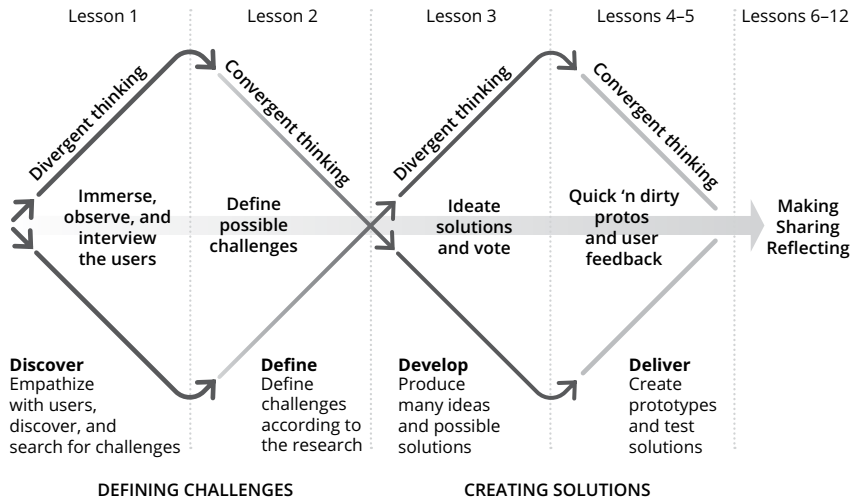 Lesson 1
Lesson 2
Lesson 3
Lessons 4–5
Lessons 6–12
Divergent thinking
Convergent thinking
Divergent thinking
Convergent thinking
Immerse,
observe, and
interview
the users
Define
possible
challenges
Ideate
solutions
and vote
Quick ‘n dirty
protos
and user
feedback
Making
Sharing
Reflecting
Discover
Empathize
with users,
discover, and
search for challenges
Define
Define
challenges
according to
the research
Develop
Produce
many ideas
and possible
solutions
Deliver
Create
prototypes
and test
solutions
DEFINING CHALLENGES
CREATING SOLUTIONS